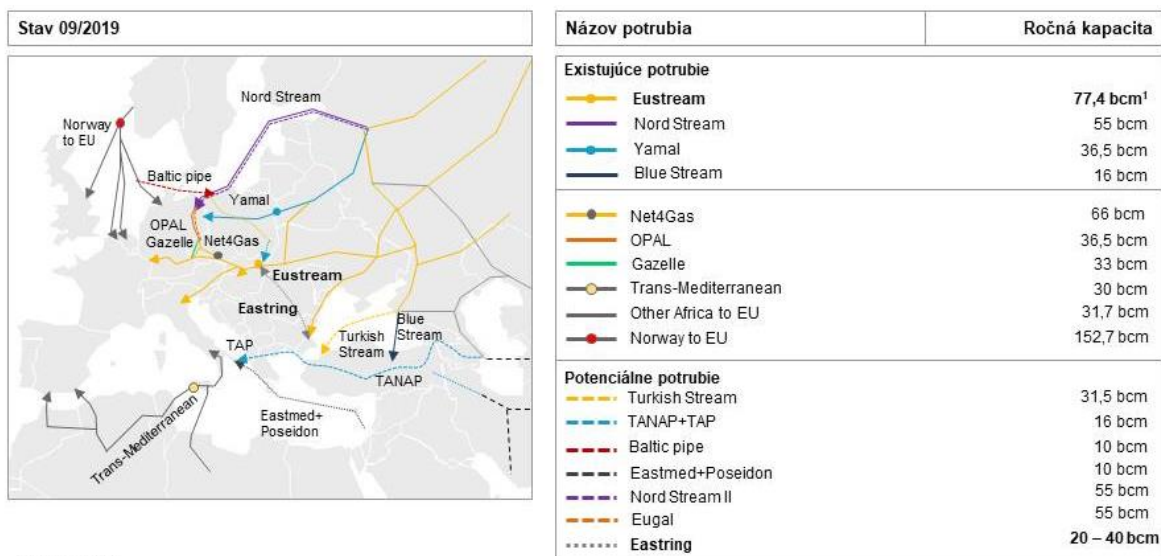 Stav 09/2019
Nord Stream
Norway
to EU
Baltic pipe
Yamal
OPAL
Gazelle
Net4Gas
Eustream
Eastring
Blue
Stream
Turkish
Stream
TAP
TANAP
Eastmed+
Poseidon
Trans-Mediterranean
Názov potrubia Ročná kapacita
Existujúce potrubie
Eustream 77,4 bcm¹
Nord Stream 55 bcm
Yamal 36,5 bcm
Blue Stream 16 bcm
Net4Gas 66 bcm
OPAL 36,5 bcm
Gazelle 33 bcm
Trans-Mediterranean 30 bcm
Other Africa to EU 31,7 bcm
Norway to EU 152,7 bcm
Potenciálne potrubie
Turkish Stream 31,5 bcm
TANAP+TAP 16 bcm
Baltic pipe 10 bcm
Eastmed+Poseidon 10 bcm
Nord Stream II 55 bcm
Eugal 55 bcm
Eastring 20 – 40 bcm